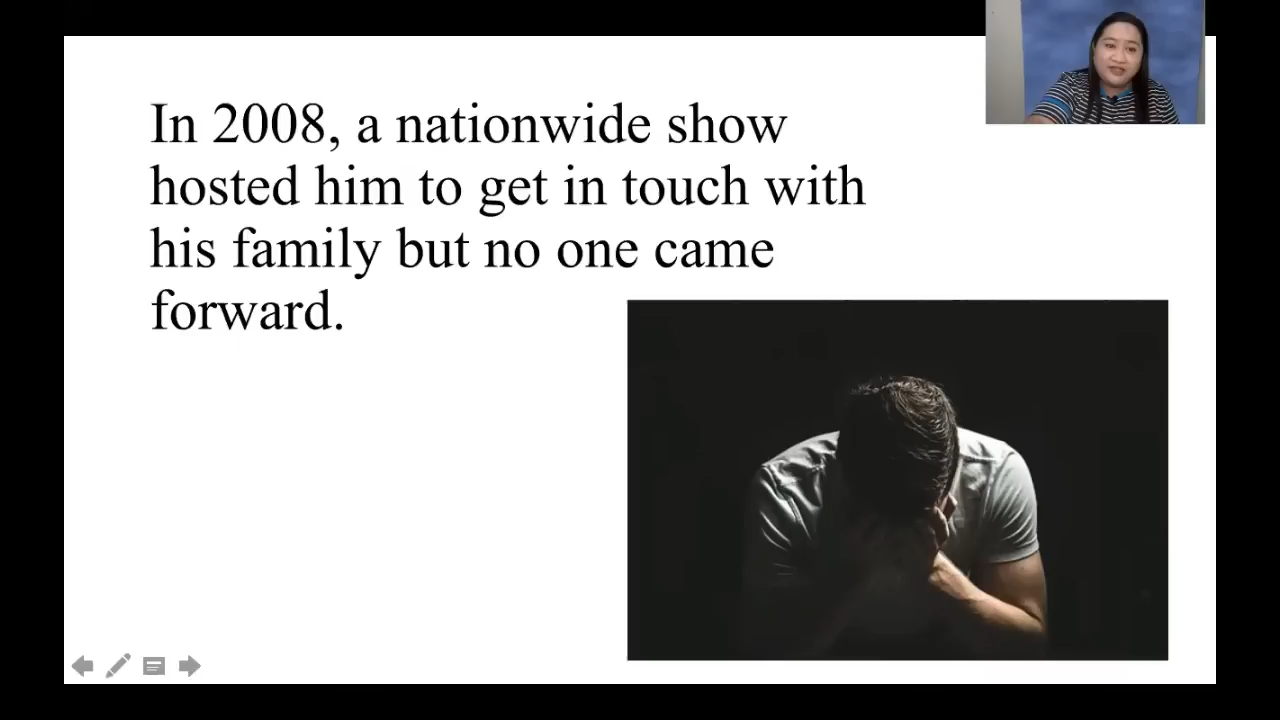 In 2008, a nationwide show
hosted him to get in touch with
his family but no one came
forward.